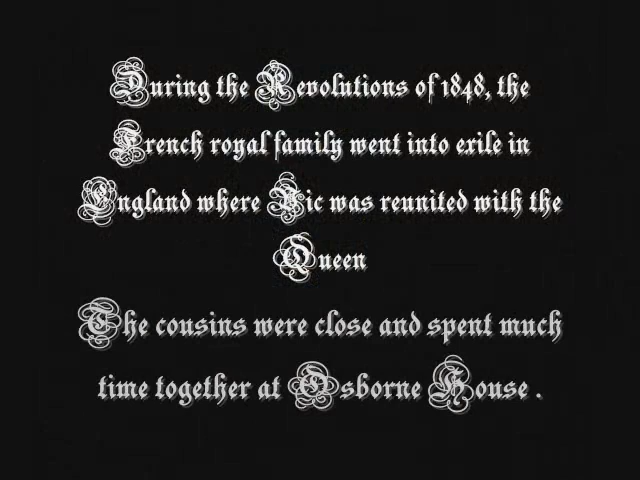 During the Revolutions of 1848, the
French royal family went into exile in
England where Vic was reunited with the
Queen
The cousins were close and spent much
time together at Osborne House .